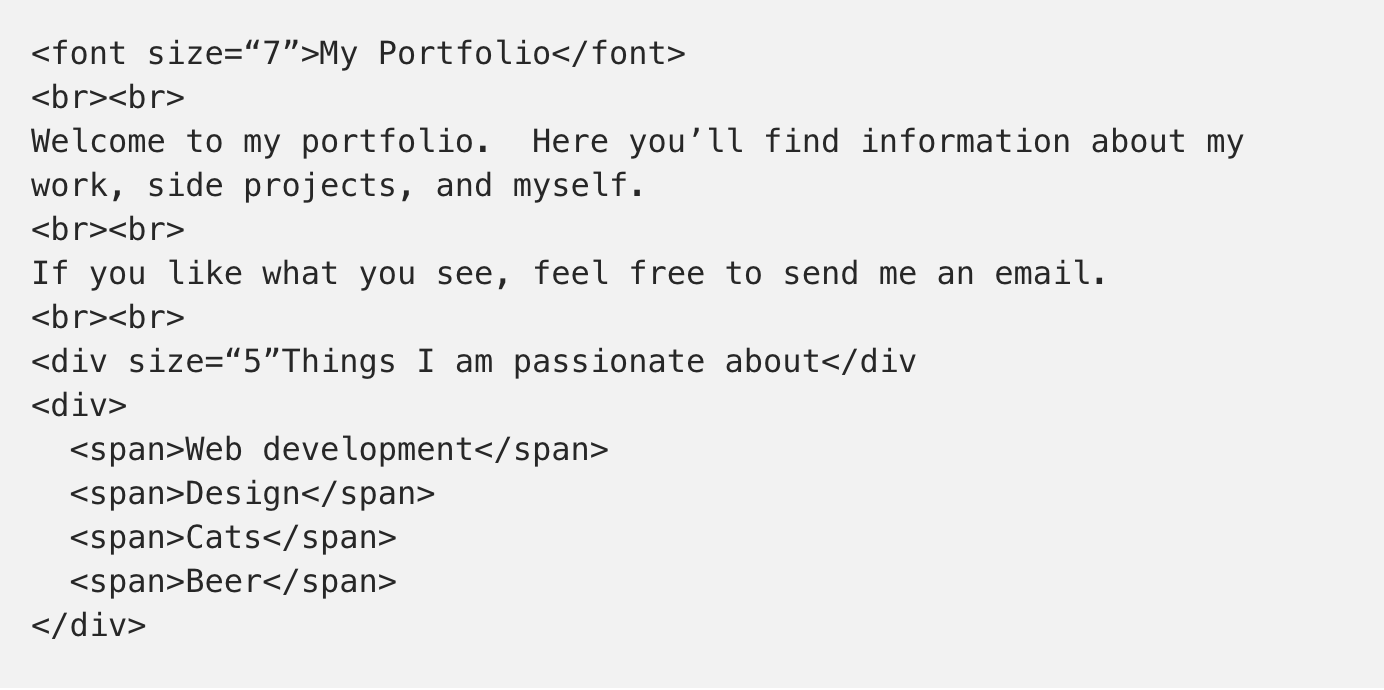 <font size=“7”>My Portfolio</font>
<br><br>
Welcome to my portfolio.  Here you’ll find information about my
work, side projects, and myself.
<br><br>
If you like what you see, feel free to send me an email.
<br><br>
<div size=“5”Things I am passionate about</div
<div>
  <span>Web development</span>
  <span>Design</span>
  <span>Cats</span>
  <span>Beer</span>
</div>